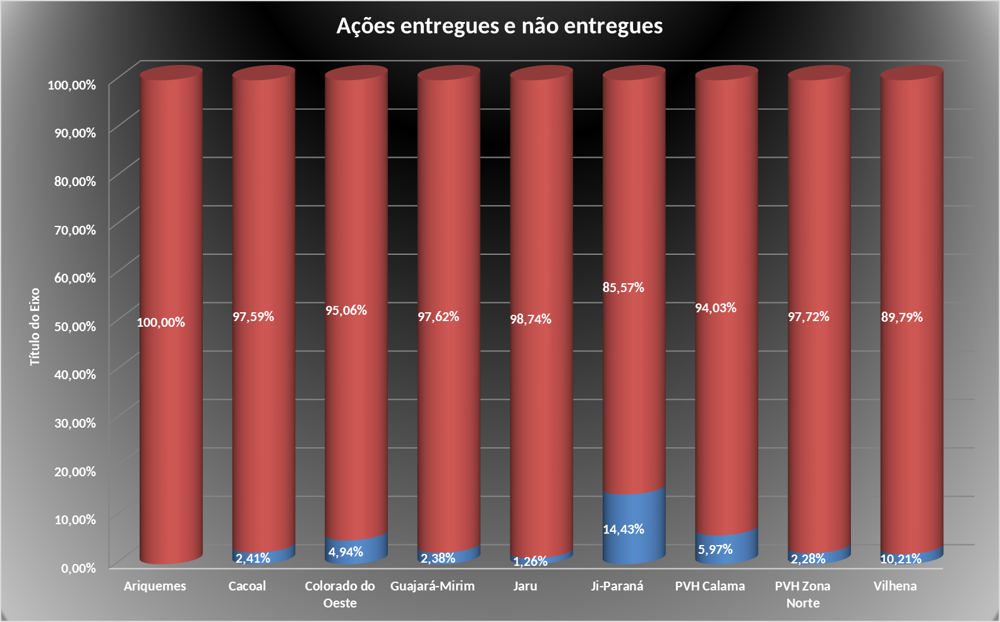 Ações entregues e não entregues
Título do Eixo
100,00%
90,00%
80,00%
70,00%
60,00%
50,00%
40,00%
30,00%
20,00%
10,00%
0,00%
100,00%
97,59%
95,06%
97,62%
98,74%
85,57%
94,03%
97,72%
89,79%
2,41%
4,94%
2,38%
1,26%
14,43%
5,97%
2,28%
10,21%
Ariquemes
Cacoal
Colorado do
Oeste
Guajará-Mirim
Jaru
Ji-Paraná
PVH Calama
PVH Zona
Norte
Vilhena